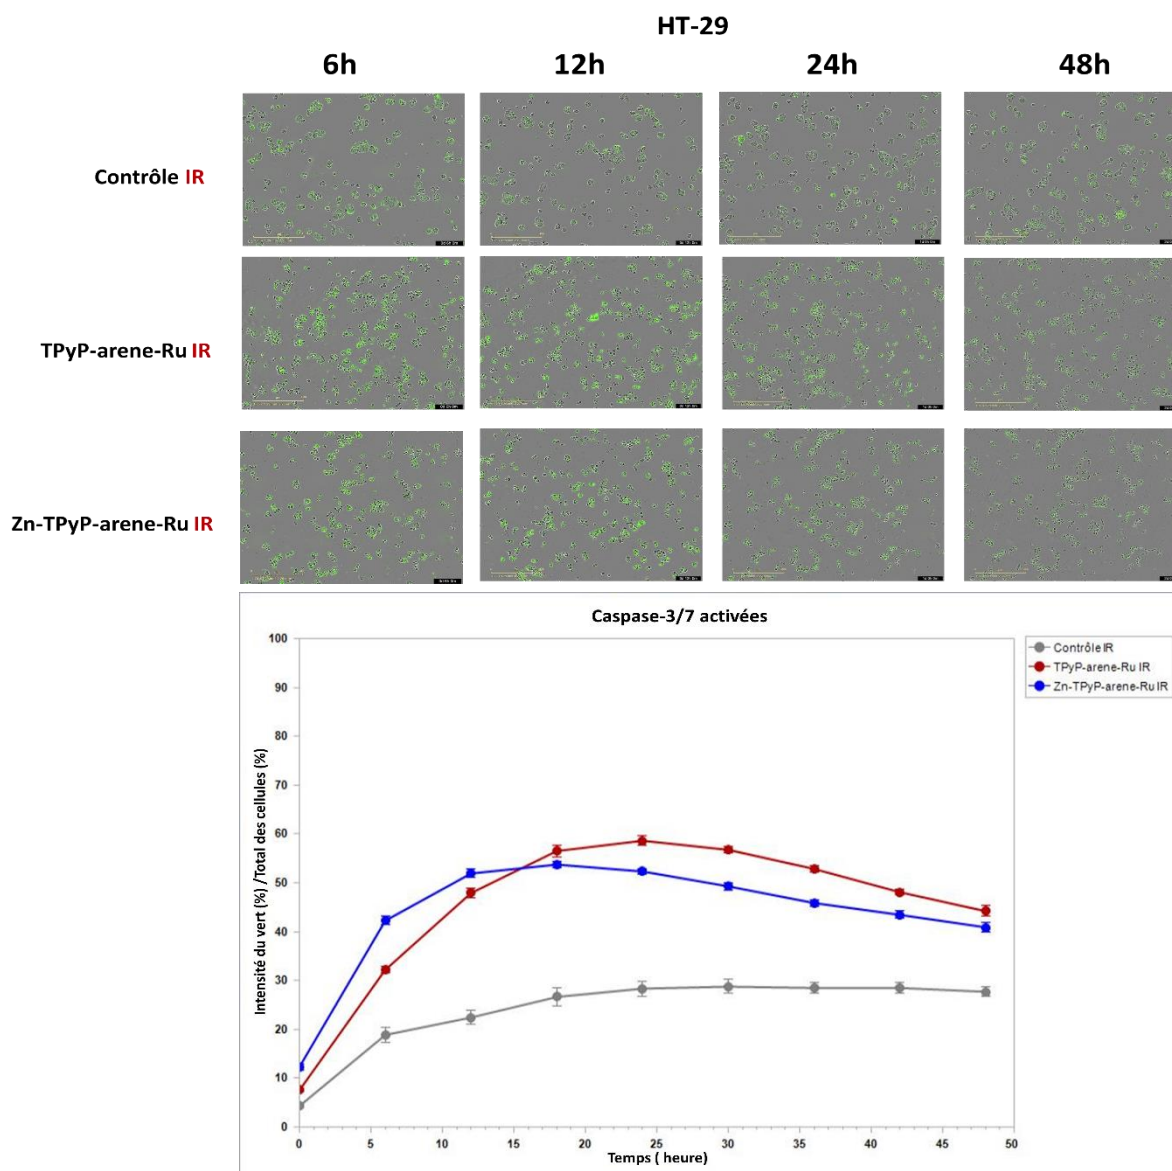 HT-29
6h 12h 24h 48h
Contrôle IR
TPyP-arene-Ru IR
Zn-TPyP-arene-Ru IR
Caspase-3/7 activées
Contrôle IR
TPyP-arene-Ru IR
Zn-TPyP-arene-Ru IR
Intensité du vert (%) /Total des cellules (%)
100
90
80
70
60
50
40
30
20
10
0
0 5 10 15 20 25 30 35 40 45 50
Temps ( heure)